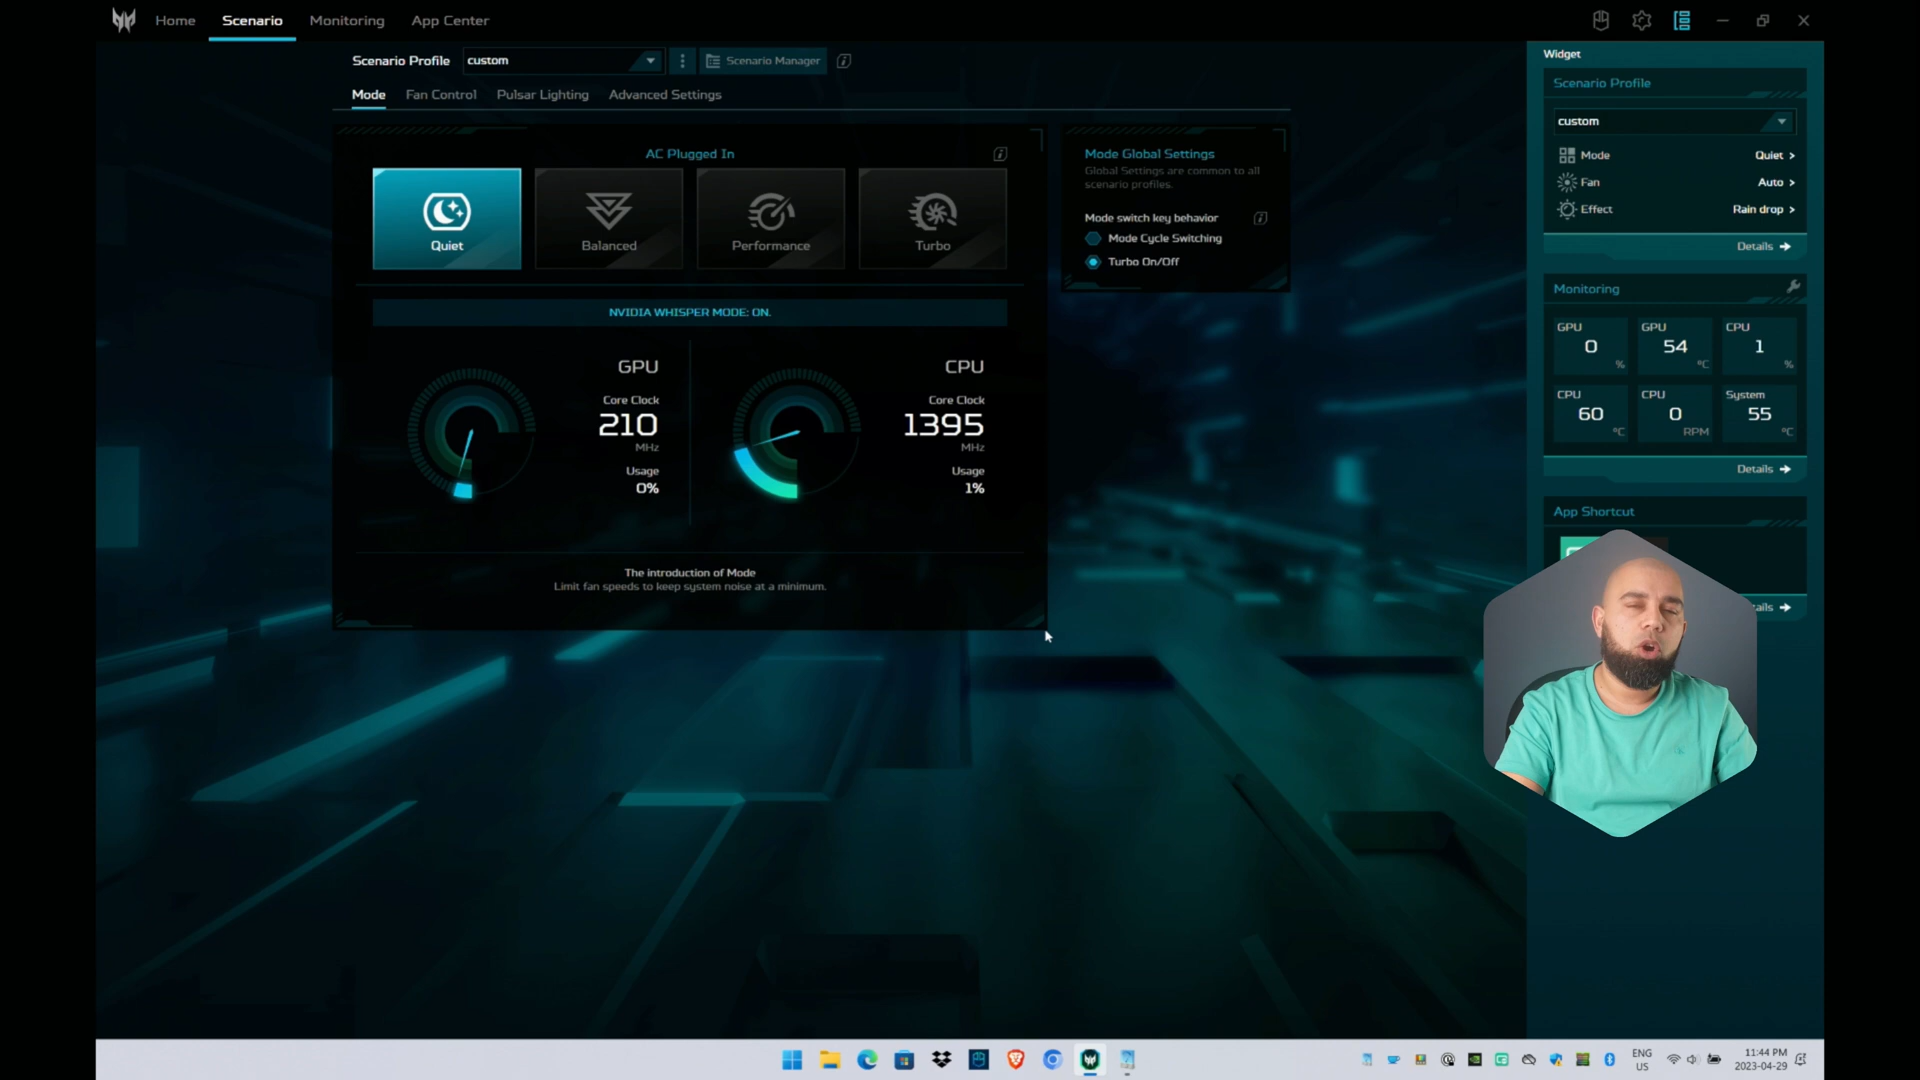 Home Scenario Monitoring App Center
Scenario Profile custom Scenario Manager
Mode Fan Control Pulsar Lighting Advanced Settings
AC Plugged In
Quiet Balanced Performance Turbo
NVIDIA WHISPER MODE: ON.
GPU
Core Clock
210
MHz
Usage
0%
CPU
Core Clock
1395
MHz
Usage
1%
The introduction of Mode
Limit fan speeds to keep system noise at a minimum.
Mode Global Settings
Global Settings are common to all
scenario profiles.
Mode switch key behavior
Mode Cycle Switching
Turbo On/Off
Widget
Scenario Profile
custom
Mode Quiet >
Fan Auto >
Effect Rain drop >
Details
Monitoring
GPU
0
%
GPU
54
°C
CPU
1
%
CPU
60
°C
CPU
0
RPM
System
55
°C
Details
App Shortcut
tails
ENG
US
11:44 PM
2023-04-29